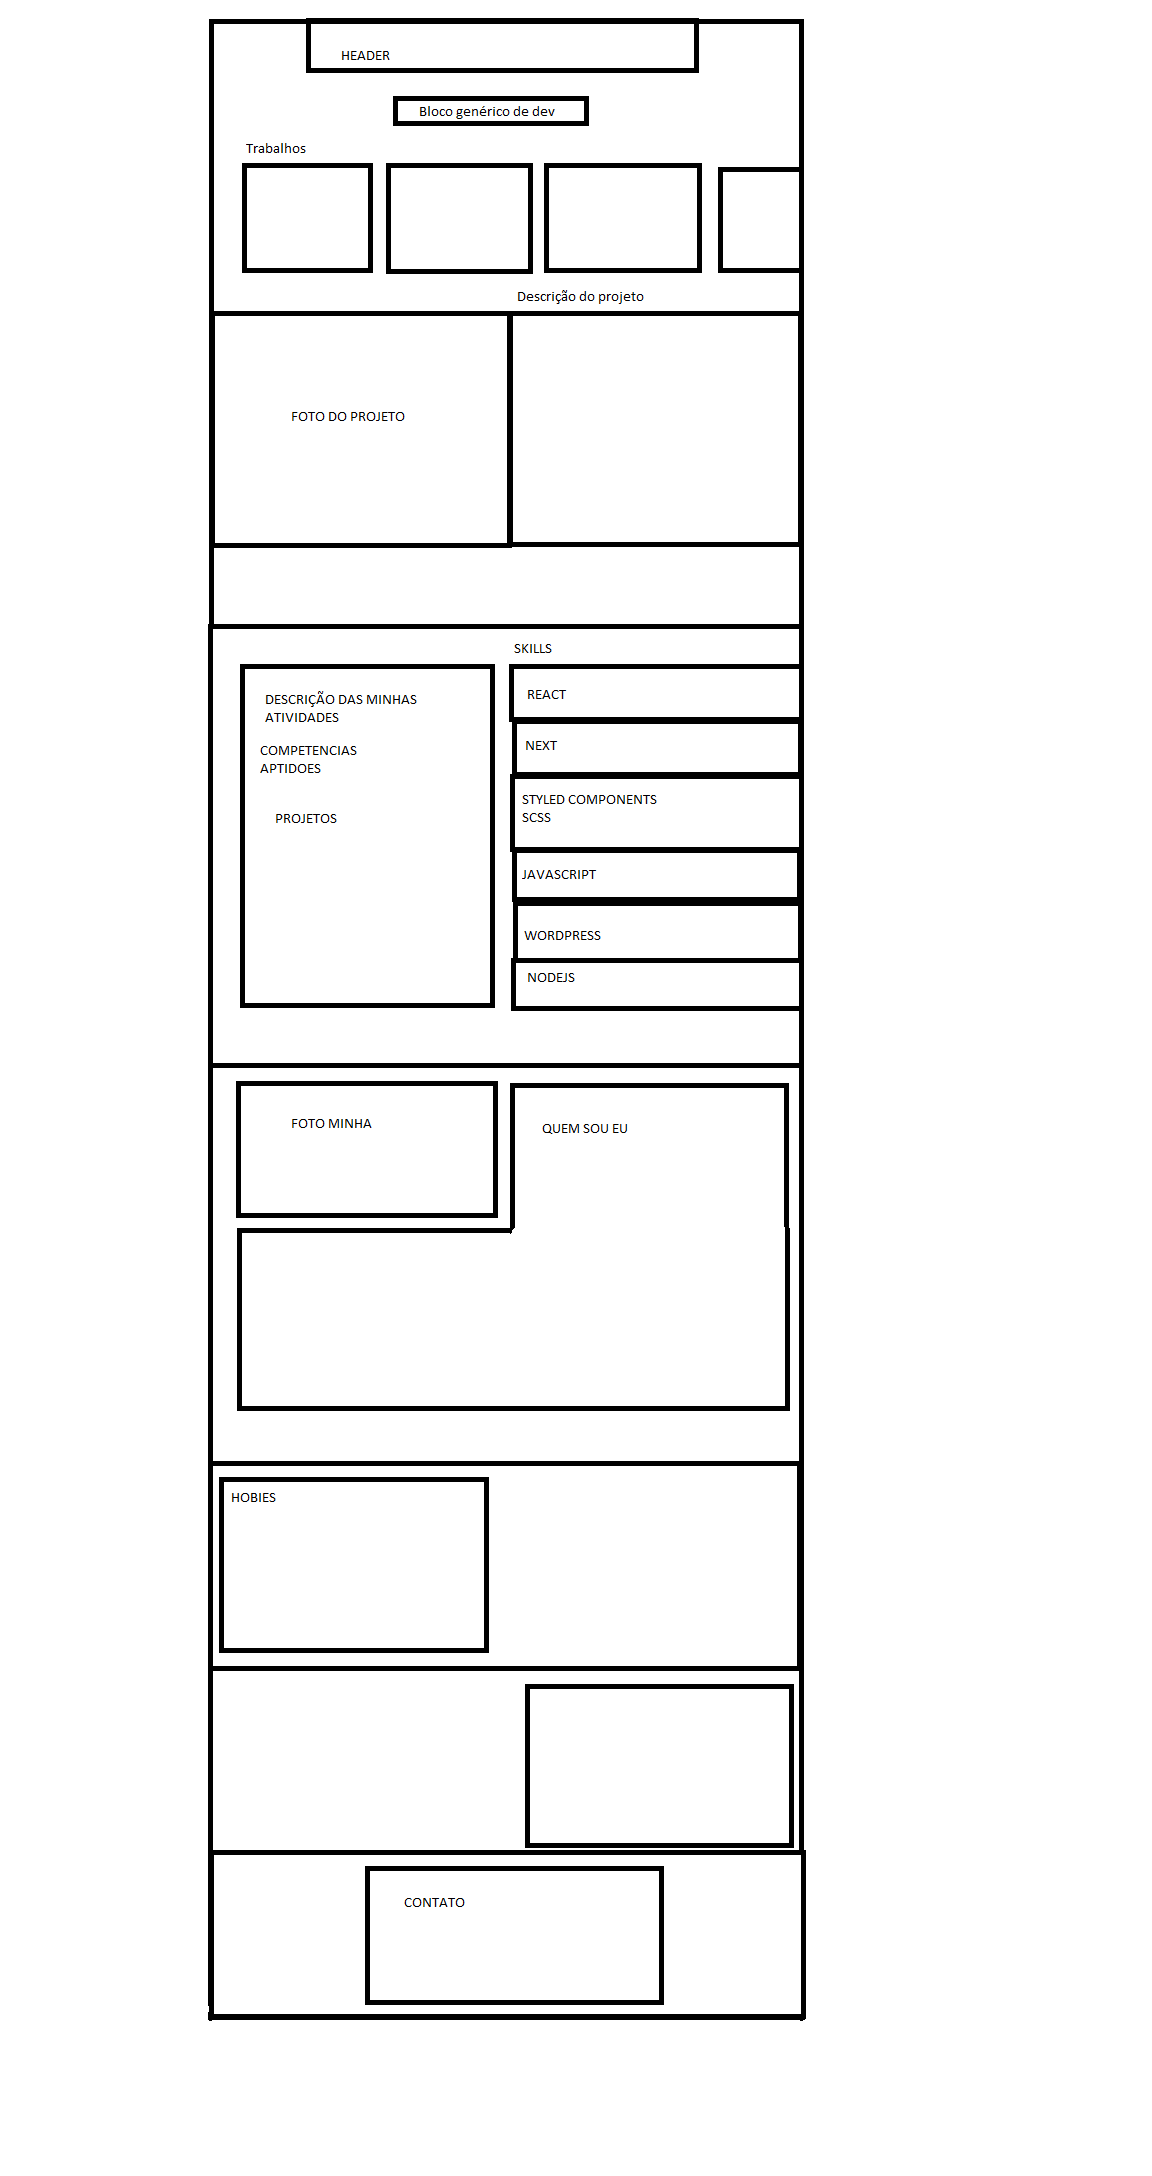 HEADER
Bloco genérico de dev
Trabalhos
Descrição do projeto
FOTO DO PROJETO
SKILLS
DESCRIÇÃO DAS MINHAS
ATIVIDADES
COMPETENCIAS
APTIDOES
PROJETOS
REACT
NEXT
STYLED COMPONENTS
SCSS
JAVASCRIPT
WORDPRESS
NODEJS
FOTO MINHA
QUEM SOU EU
HOBIES
CONTATO